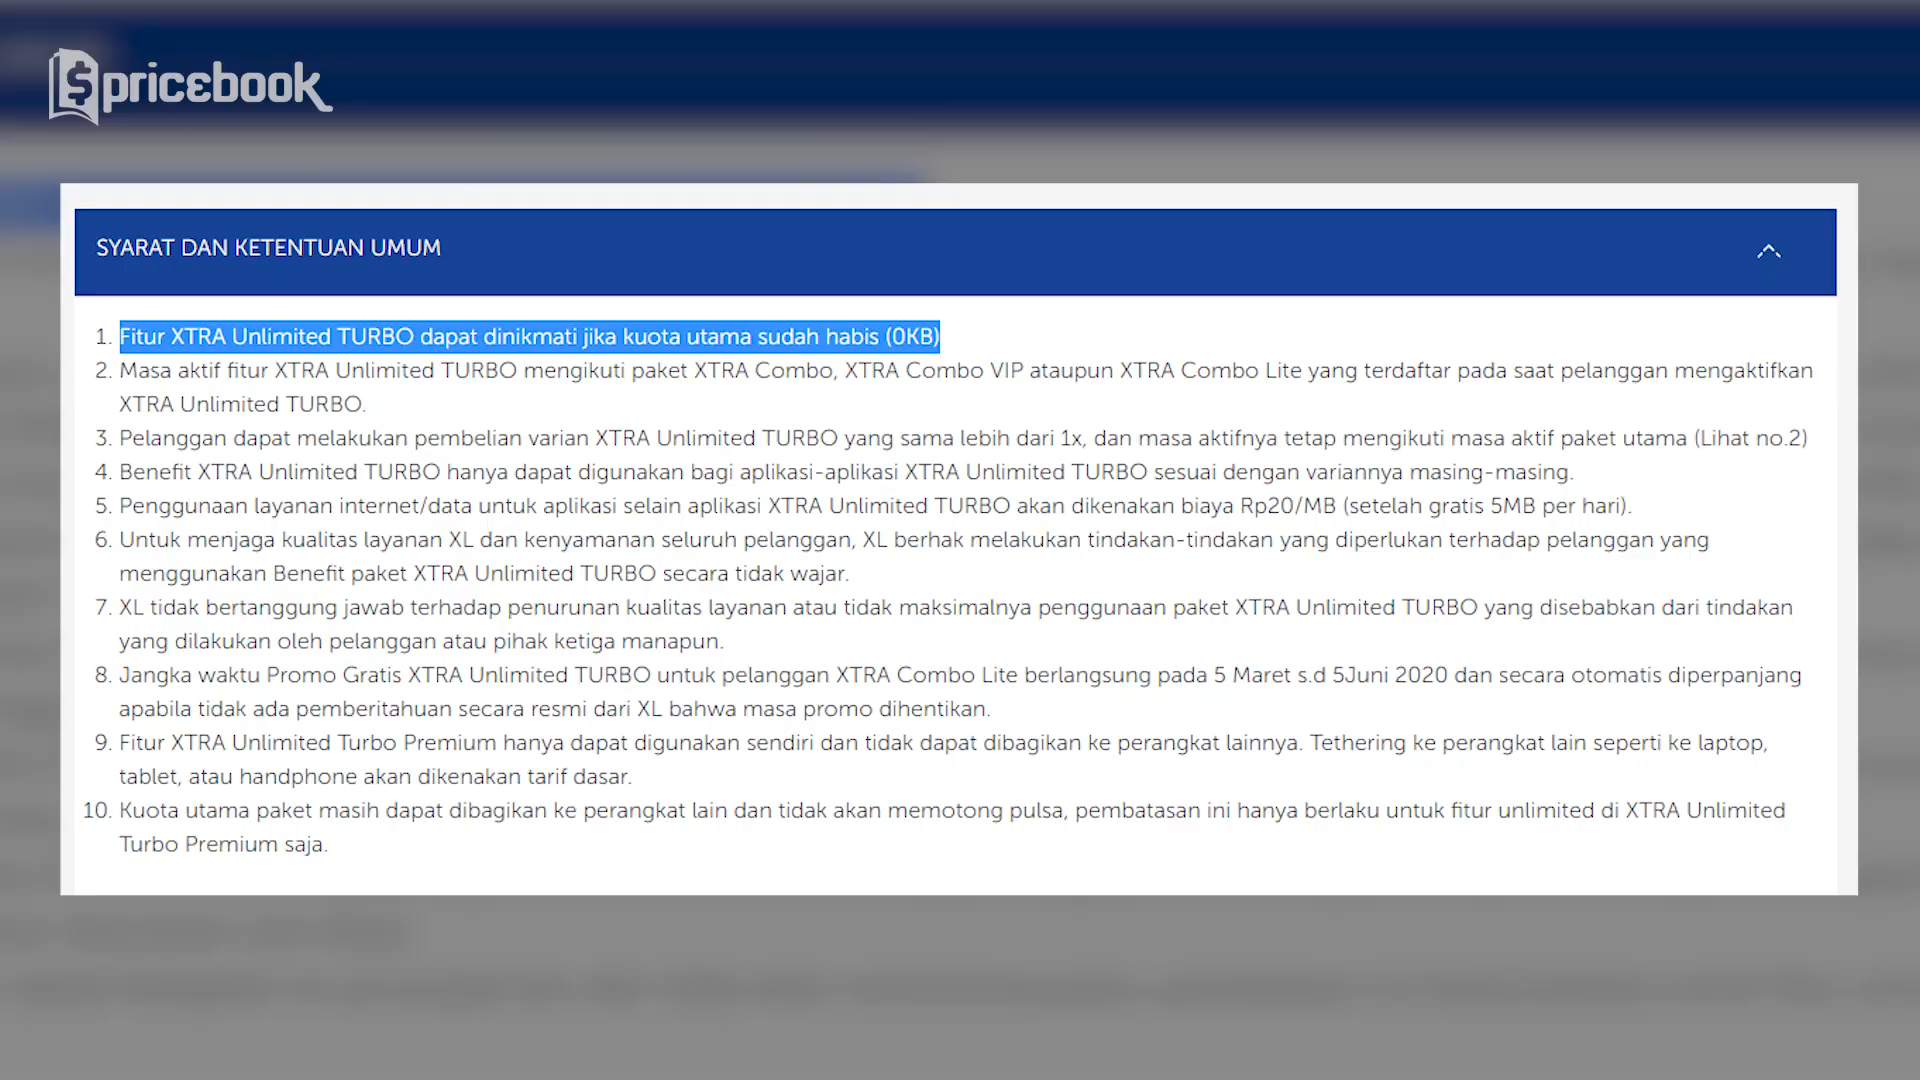 pricebook
SYARAT DAN KETENTUAN UMUM
1. Fitur XTRA Unlimited TURBO dapat dinikmati jika kuota utama sudah habis (0KB)
2. Masa aktif fitur XTRA Unlimited TURBO mengikuti paket XTRA Combo, XTRA Combo VIP ataupun XTRA Combo Lite yang terdaftar pada saat pelanggan mengaktifkan
XTRA Unlimited TURBO.
3. Pelanggan dapat melakukan pembelian varian XTRA Unlimited TURBO yang sama lebih dari 1x, dan masa aktifnya tetap mengikuti masa aktif paket utama (Lihat no.2)
4. Benefit XTRA Unlimited TURBO hanya dapat digunakan bagi aplikasi-aplikasi XTRA Unlimited TURBO sesuai dengan variannya masing-masing.
5. Penggunaan layanan internet/data untuk aplikasi selain aplikasi XTRA Unlimited TURBO akan dikenakan biaya Rp20/MB (setelah gratis 5MB per hari).
6. Untuk menjaga kualitas layanan XL dan kenyamanan seluruh pelanggan, XL berhak melakukan tindakan-tindakan yang diperlukan terhadap pelanggan yang
menggunakan Benefit paket XTRA Unlimited TURBO secara tidak wajar.
7. XL tidak bertanggung jawab terhadap penurunan kualitas layanan atau tidak maksimalnya penggunaan paket XTRA Unlimited TURBO yang disebabkan dari tindakan
yang dilakukan oleh pelanggan atau pihak ketiga manapun.
8. Jangka waktu Promo Gratis XTRA Unlimited TURBO untuk pelanggan XTRA Combo Lite berlangsung pada 5 Maret s.d 5Juni 2020 dan secara otomatis diperpanjang
apabila tidak ada pemberitahuan secara resmi dari XL bahwa masa promo dihentikan.
9. Fitur XTRA Unlimited Turbo Premium hanya dapat digunakan sendiri dan tidak dapat dibagikan ke perangkat lainnya. Tethering ke perangkat lain seperti ke laptop,
tablet, atau handphone akan dikenakan tarif dasar.
10. Kuota utama paket masih dapat dibagikan ke perangkat lain dan tidak akan memotong pulsa, pembatasan ini hanya berlaku untuk fitur unlimited di XTRA Unlimited
Turbo Premium saja.